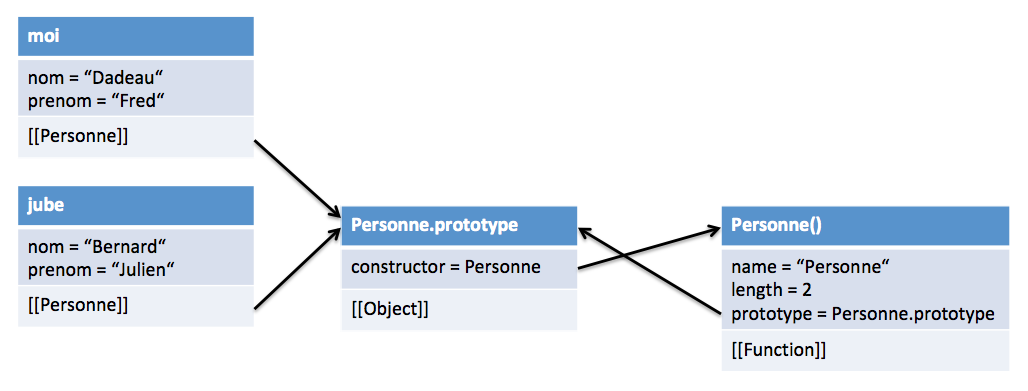 moi
nom = “Dadeau“
prenom = “Fred“
[[Personne]]
jube
nom = “Bernard“
prenom = “Julien“
[[Personne]]
Personne.prototype
constructor = Personne
[[Object]]
Personne()
name = “Personne“
length = 2
prototype = Personne.prototype
[[Function]]